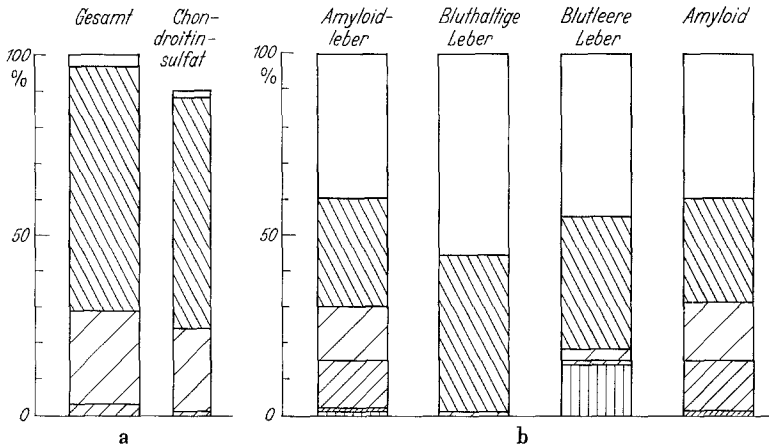 Gesamt
Chon-
droitin-
sulfat
100
%
50
0
a
Amyloid-
leber
Bluthaltige
Leber
Blutleere
Leber
Amyloid
100
%
50
0
b